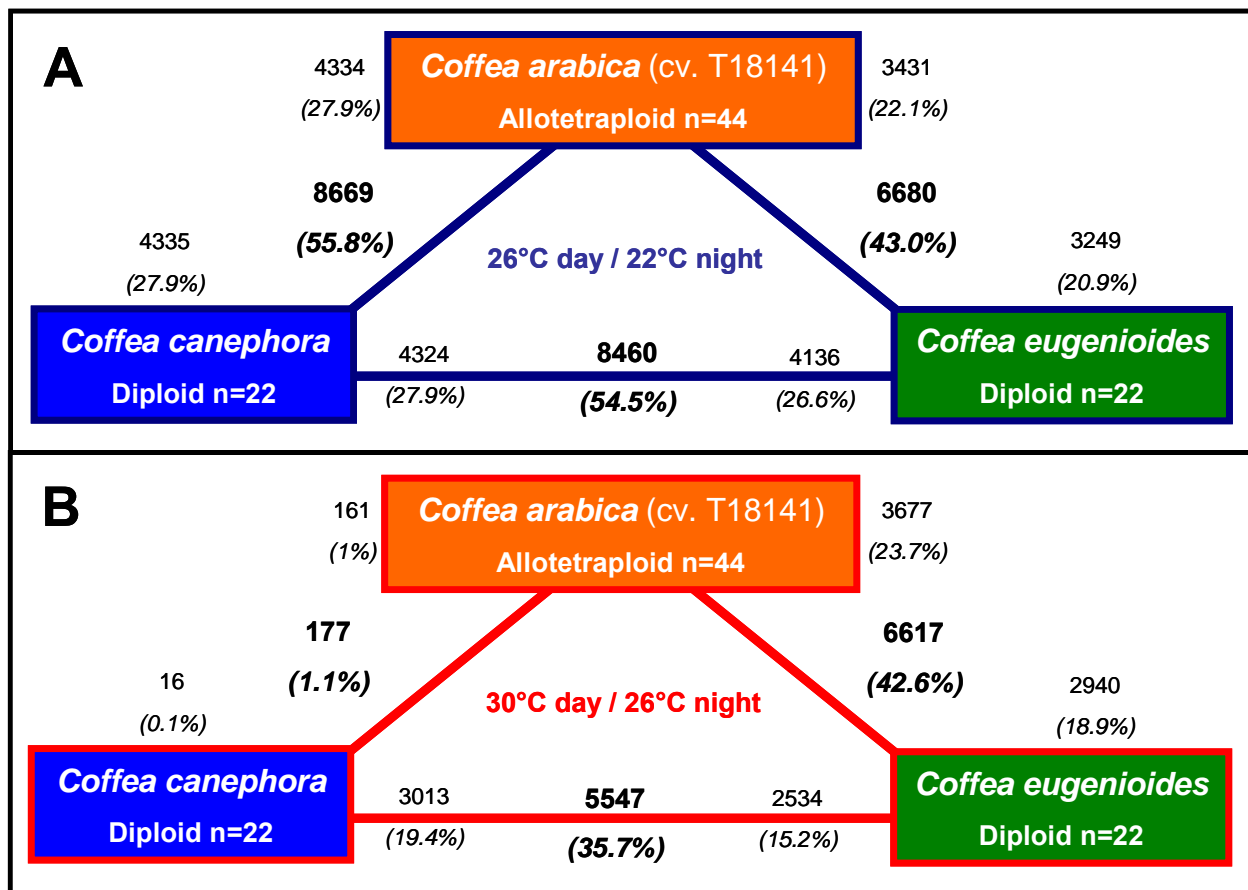 A
4334
(27.9%)
Coffea arabica (cv. T18141)
Allotetraploid n=44
3431
(22.1%)
8669
(55.8%)
6680
(43.0%)
4335
(27.9%)
26°C day / 22°C night
3249
(20.9%)
Coffea canephora
Diploid n=22
4324
(27.9%)
8460
(54.5%)
4136
(26.6%)
Coffea eugenioides
Diploid n=22
B
161
(1%)
Coffea arabica (cv. T18141)
Allotetraploid n=44
3677
(23.7%)
177
(1.1%)
6617
(42.6%)
16
(0.1%)
30°C day / 26°C night
2940
(18.9%)
Coffea canephora
Diploid n=22
3013
(19.4%)
5547
(35.7%)
2534
(15.2%)
Coffea eugenioides
Diploid n=22